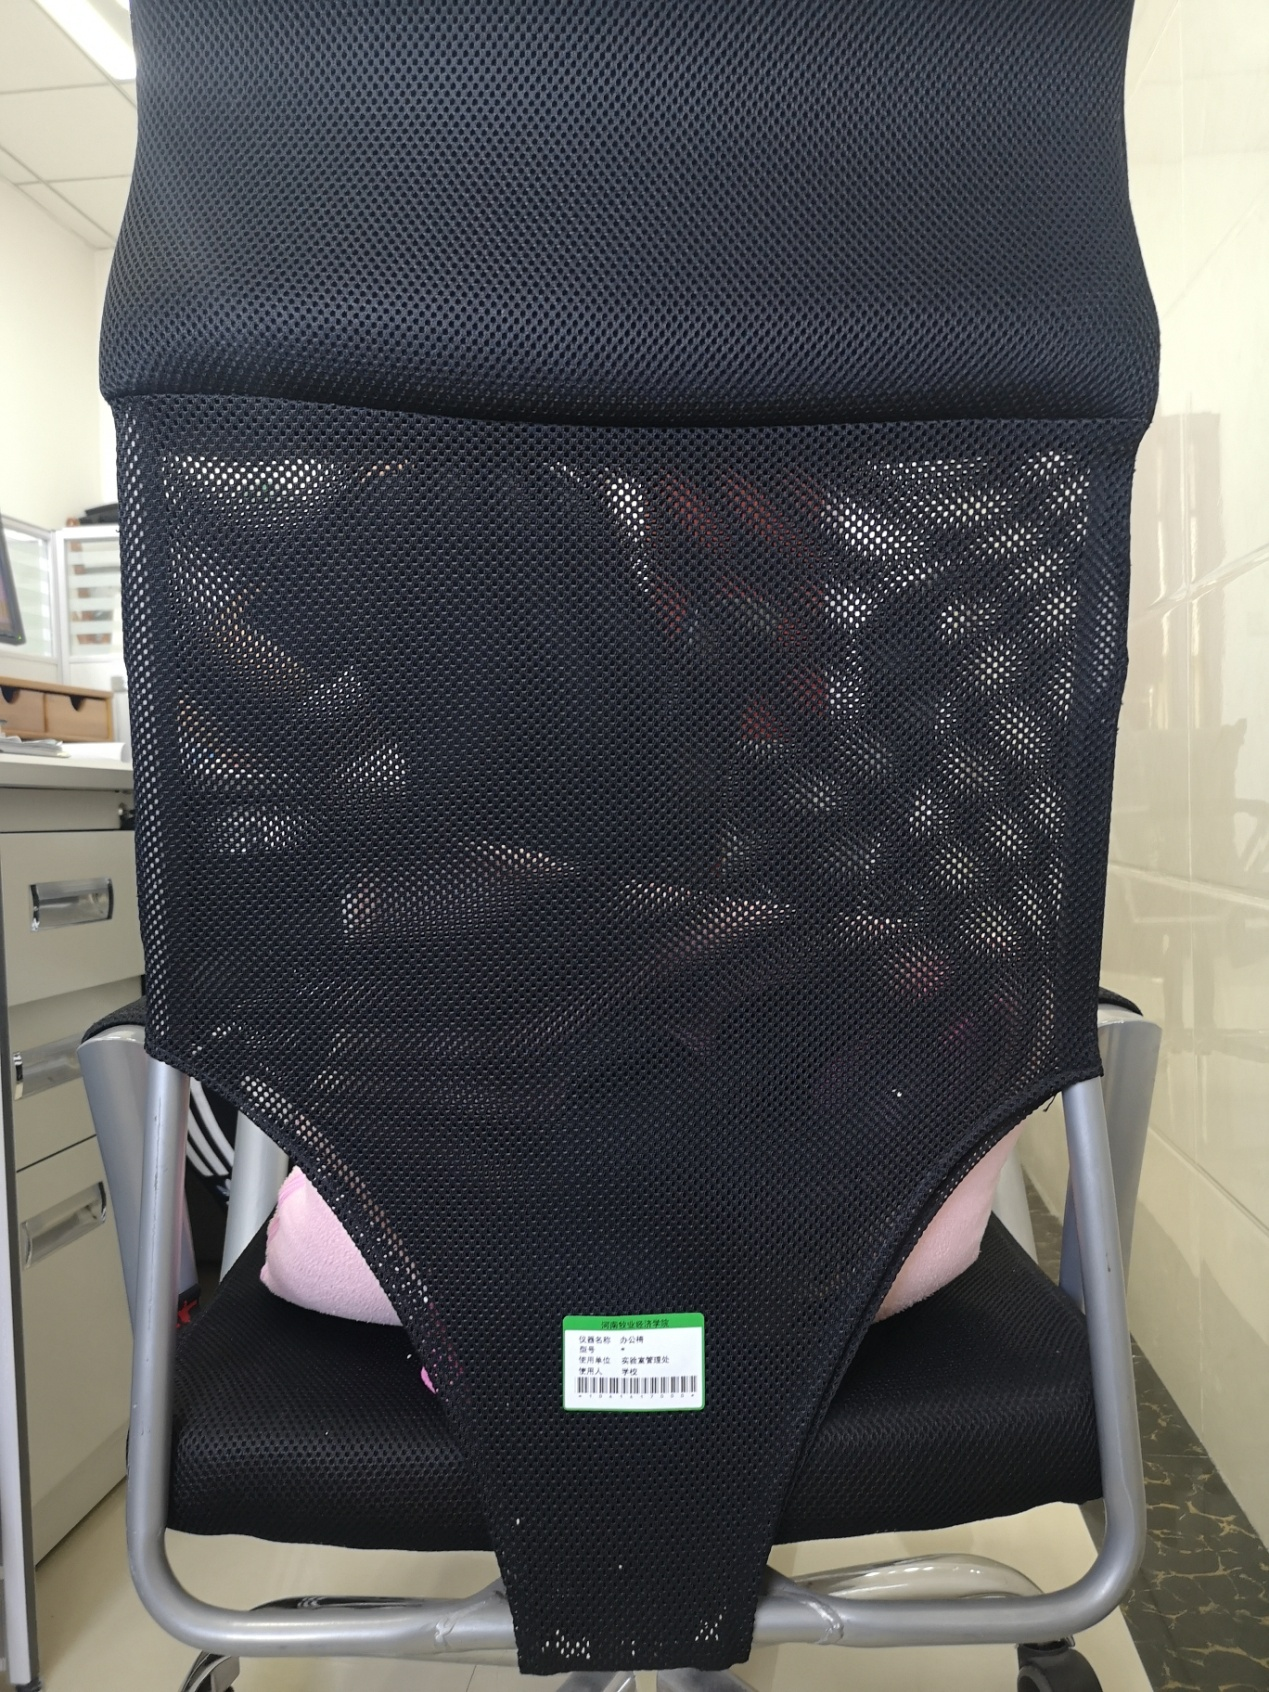 河南牧业经济学院
仪器名称 办公椅
型号 *
使用单位 实验室管理处
使用人 学校